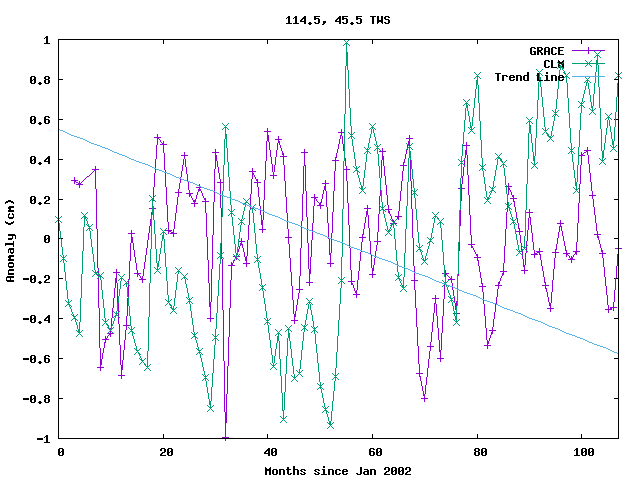 114.5, 45.5 TWS
GRACE
CLM
Trend Line
1
0.8
0.6
0.4
0.2
0
-0.2
-0.4
-0.6
-0.8
-1
Anomaly (cm)
0 20 40 60 80 100
Months since Jan 2002